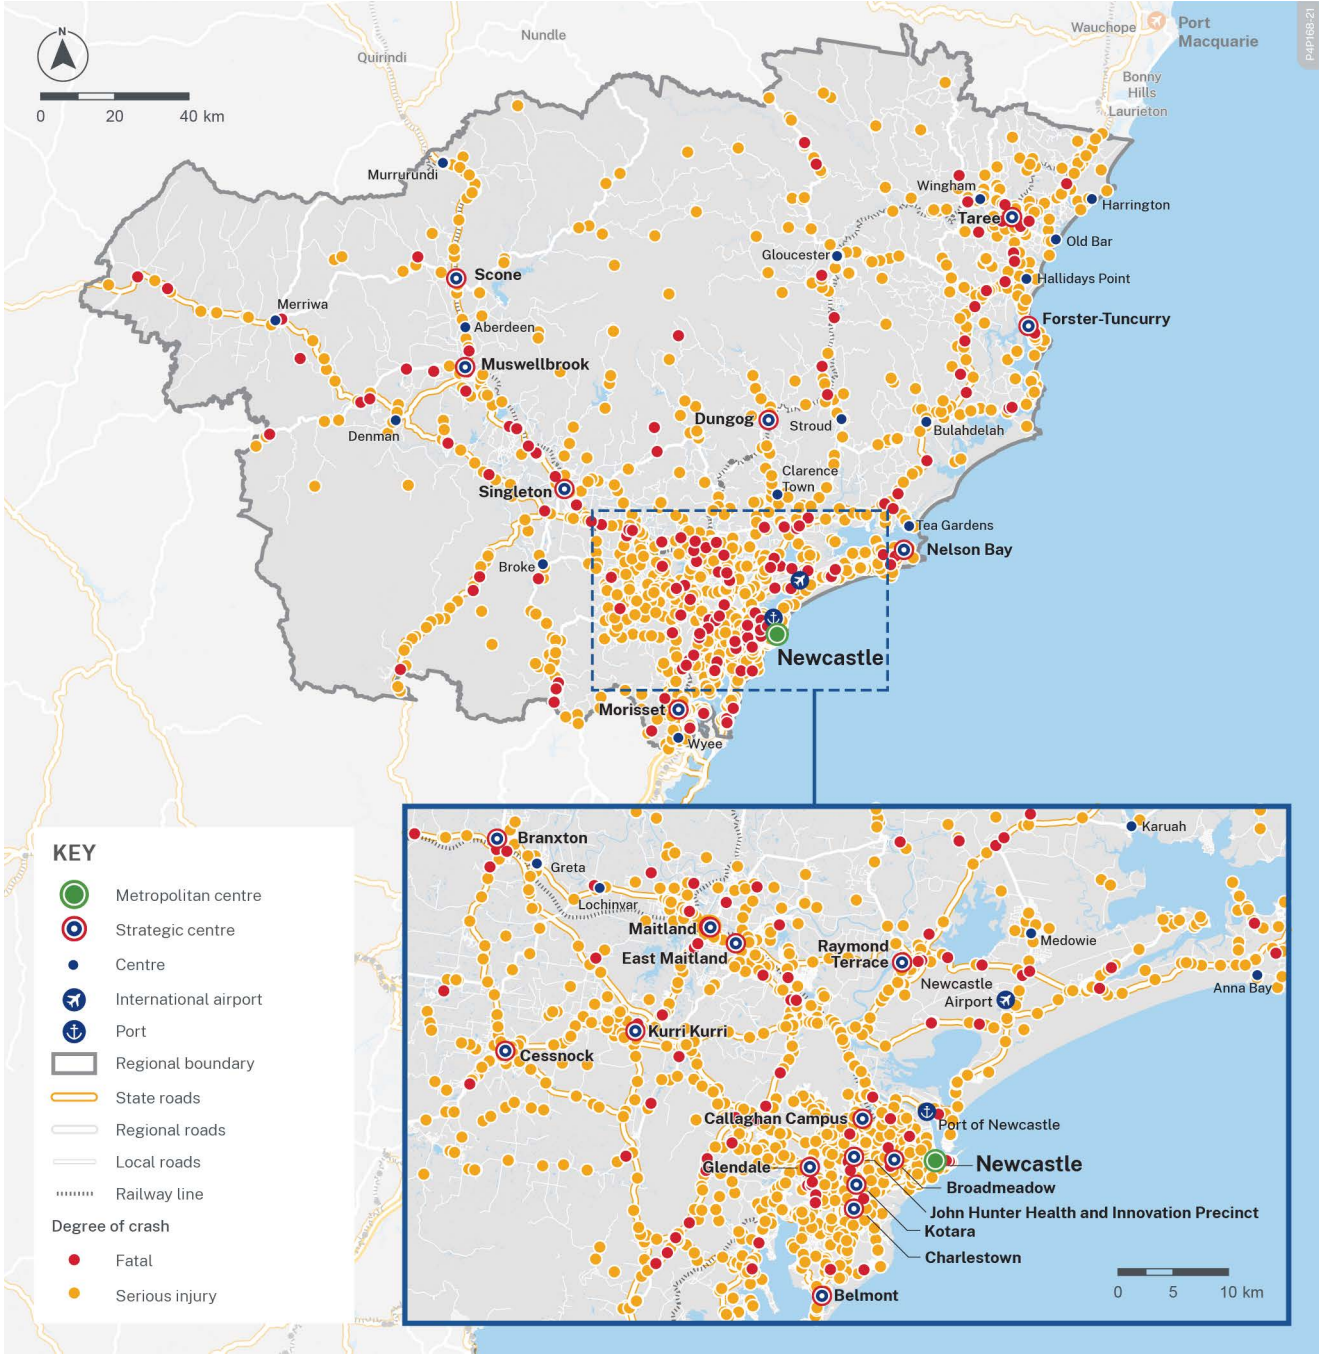 P4P168-21
N
0 20 40 km
Quirindi
Nundle
Wauchope
Port
Macquarie
Bonny
Hills
Laurieton
Murrurundi
Wingham
Harrington
Taree
Old Bar
Gloucester
Scone
Hallidays Point
Merriwa
Forster-Tuncurry
Aberdeen
Muswellbrook
Dungog
Stroud
Bulahdelah
Denman
Clarence
Town
Singleton
Tea Gardens
Nelson Bay
Broke
Newcastle
Morisset
Wyee
KEY
Metropolitan centre
Strategic centre
Centre
International airport
Port
Regional boundary
State roads
Regional roads
Local roads
Railway line
Degree of crash
Fatal
Serious injury
Branxton
Karuah
Greta
Lochinvar
Maitland
East Maitland
Raymond
Terrace
Medowie
Newcastle
Airport
Anna Bay
Kurri Kurri
Cessnock
Callaghan Campus
Port of Newcastle
Glendale
Newcastle
Broadmeadow
John Hunter Health and Innovation Precinct
Kotara
Charlestown
Belmont
0 5 10 km